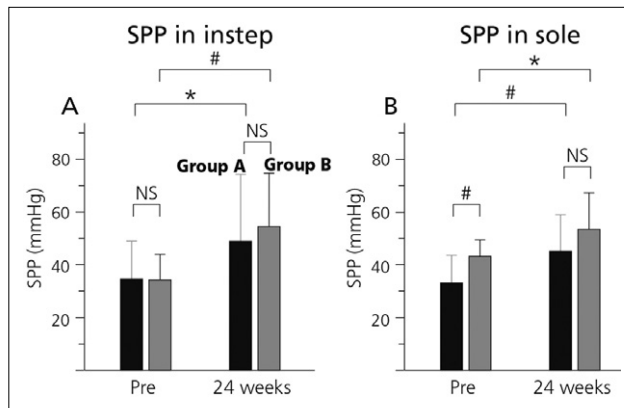 SPP in instep
SPP in sole
#
*
*
#
A
B
NS
NS
80
60
40
20
SPP (mmHg)
Group A
Group B
NS
#
80
60
40
20
SPP (mmHg)
Pre
24 weeks
Pre
24 weeks